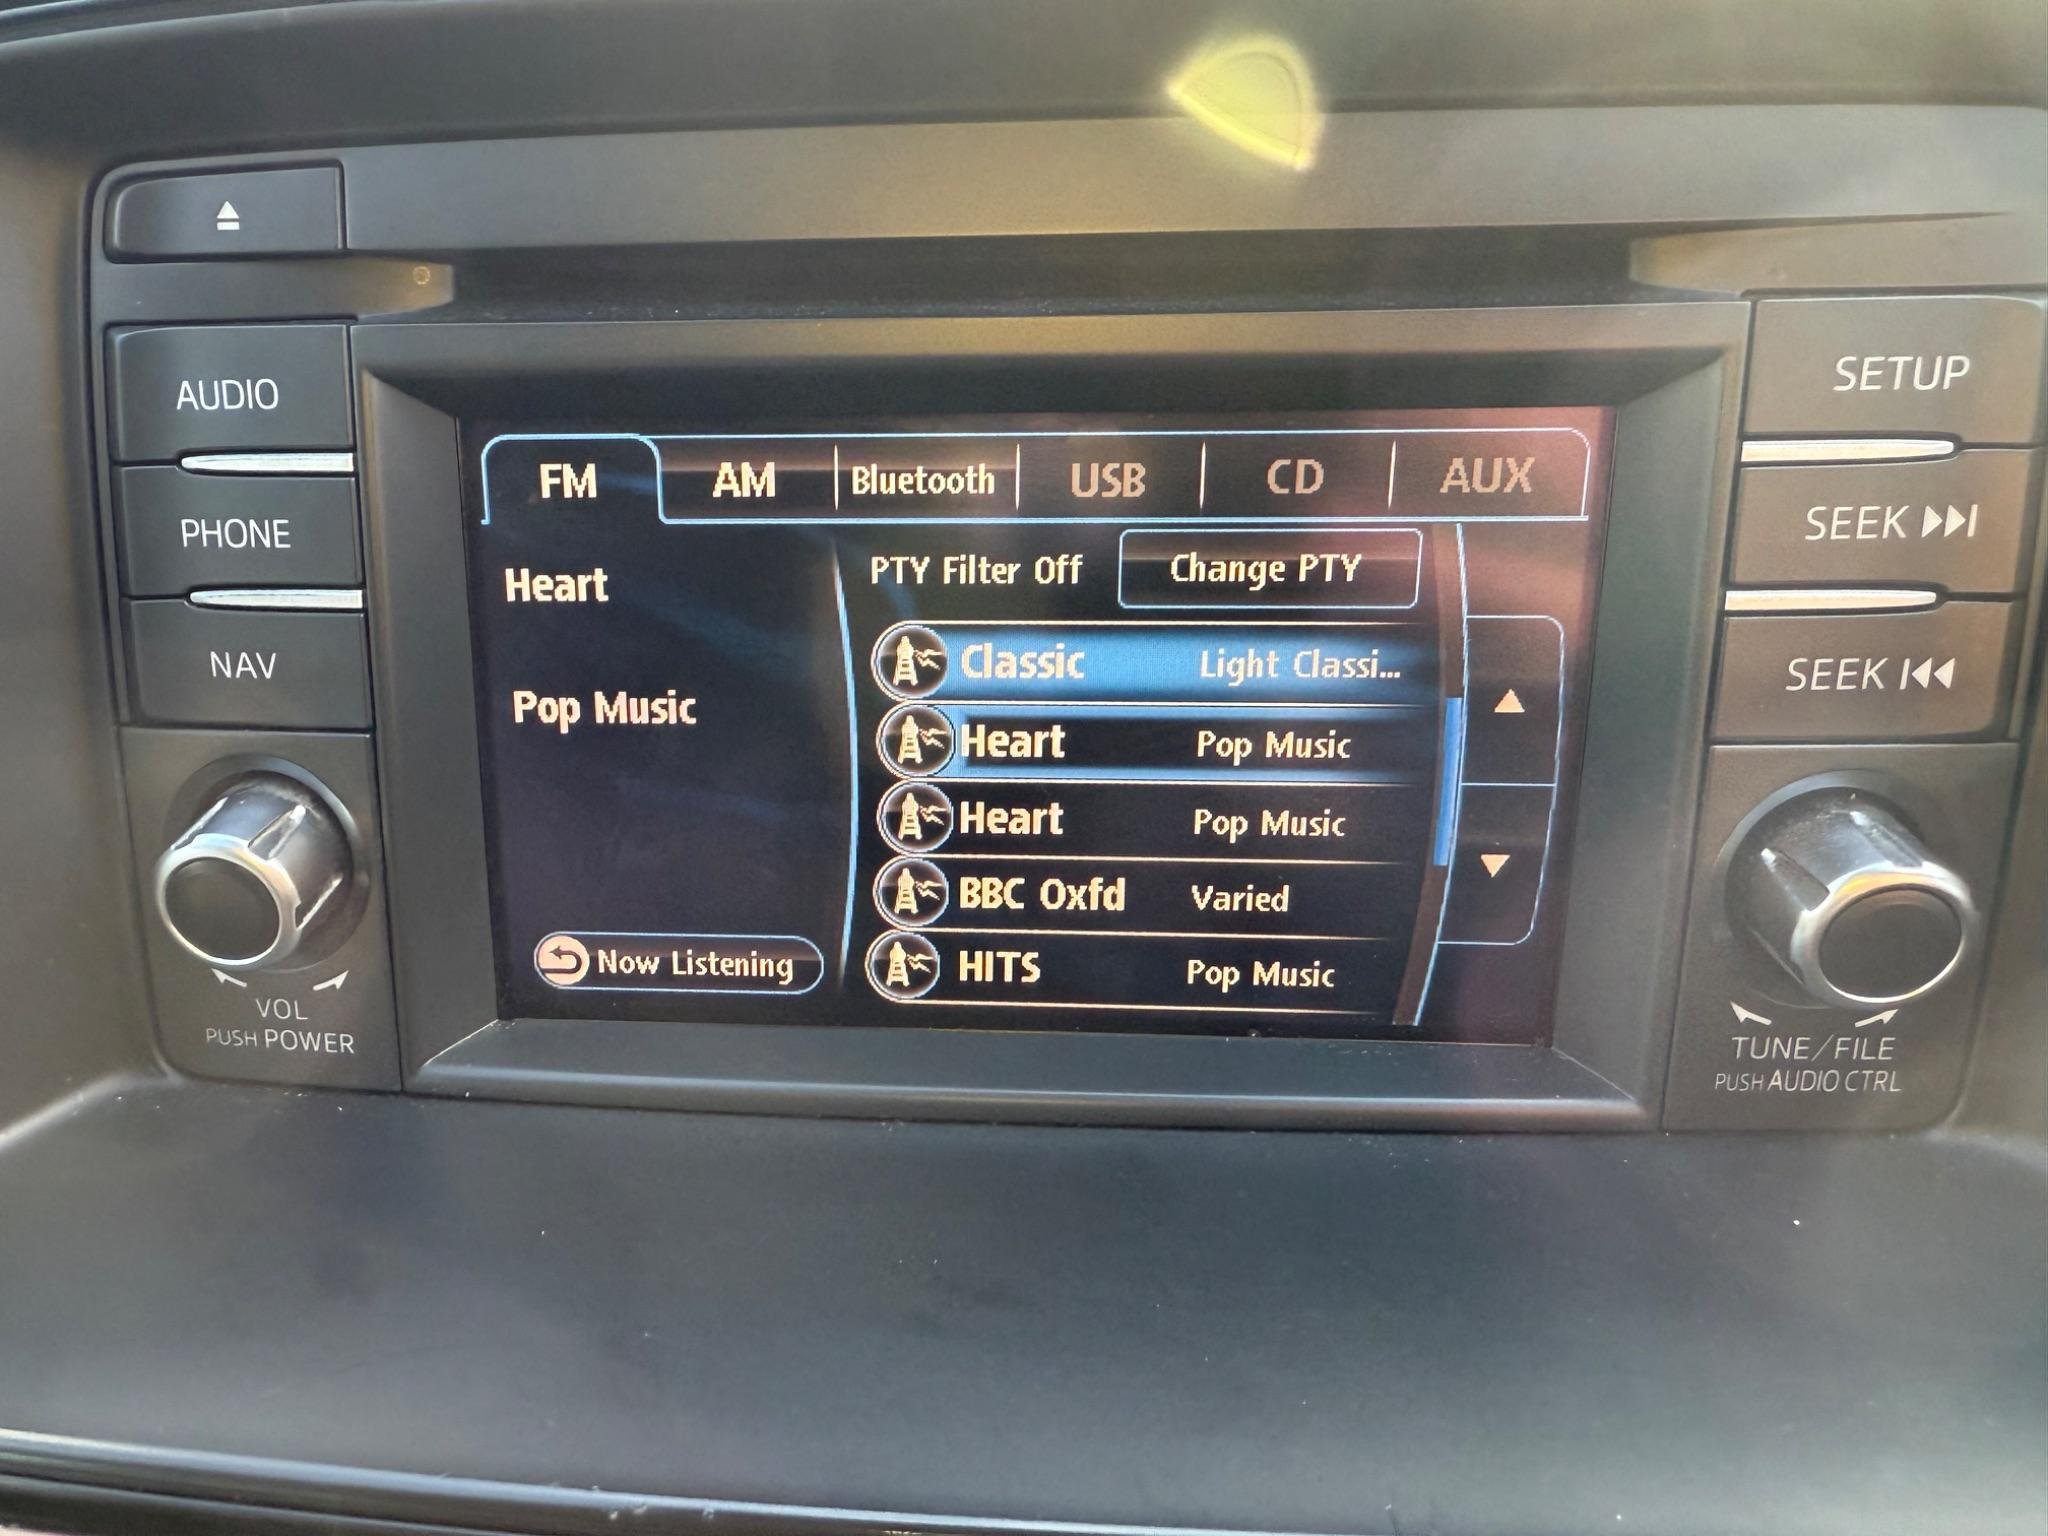 AUDIO
PHONE
NAV
VOL
PUSH POWER
FM AM Bluetooth USB CD AUX
Heart
Pop Music
Now Listening
PTY Filter Off Change PTY
Classic Light Classi...
Heart Pop Music
Heart Pop Music
BBC Oxfd Varied
HITS Pop Music
SETUP
SEEK
SEEK
TUNE/FILE
PUSH AUDIO CTRL